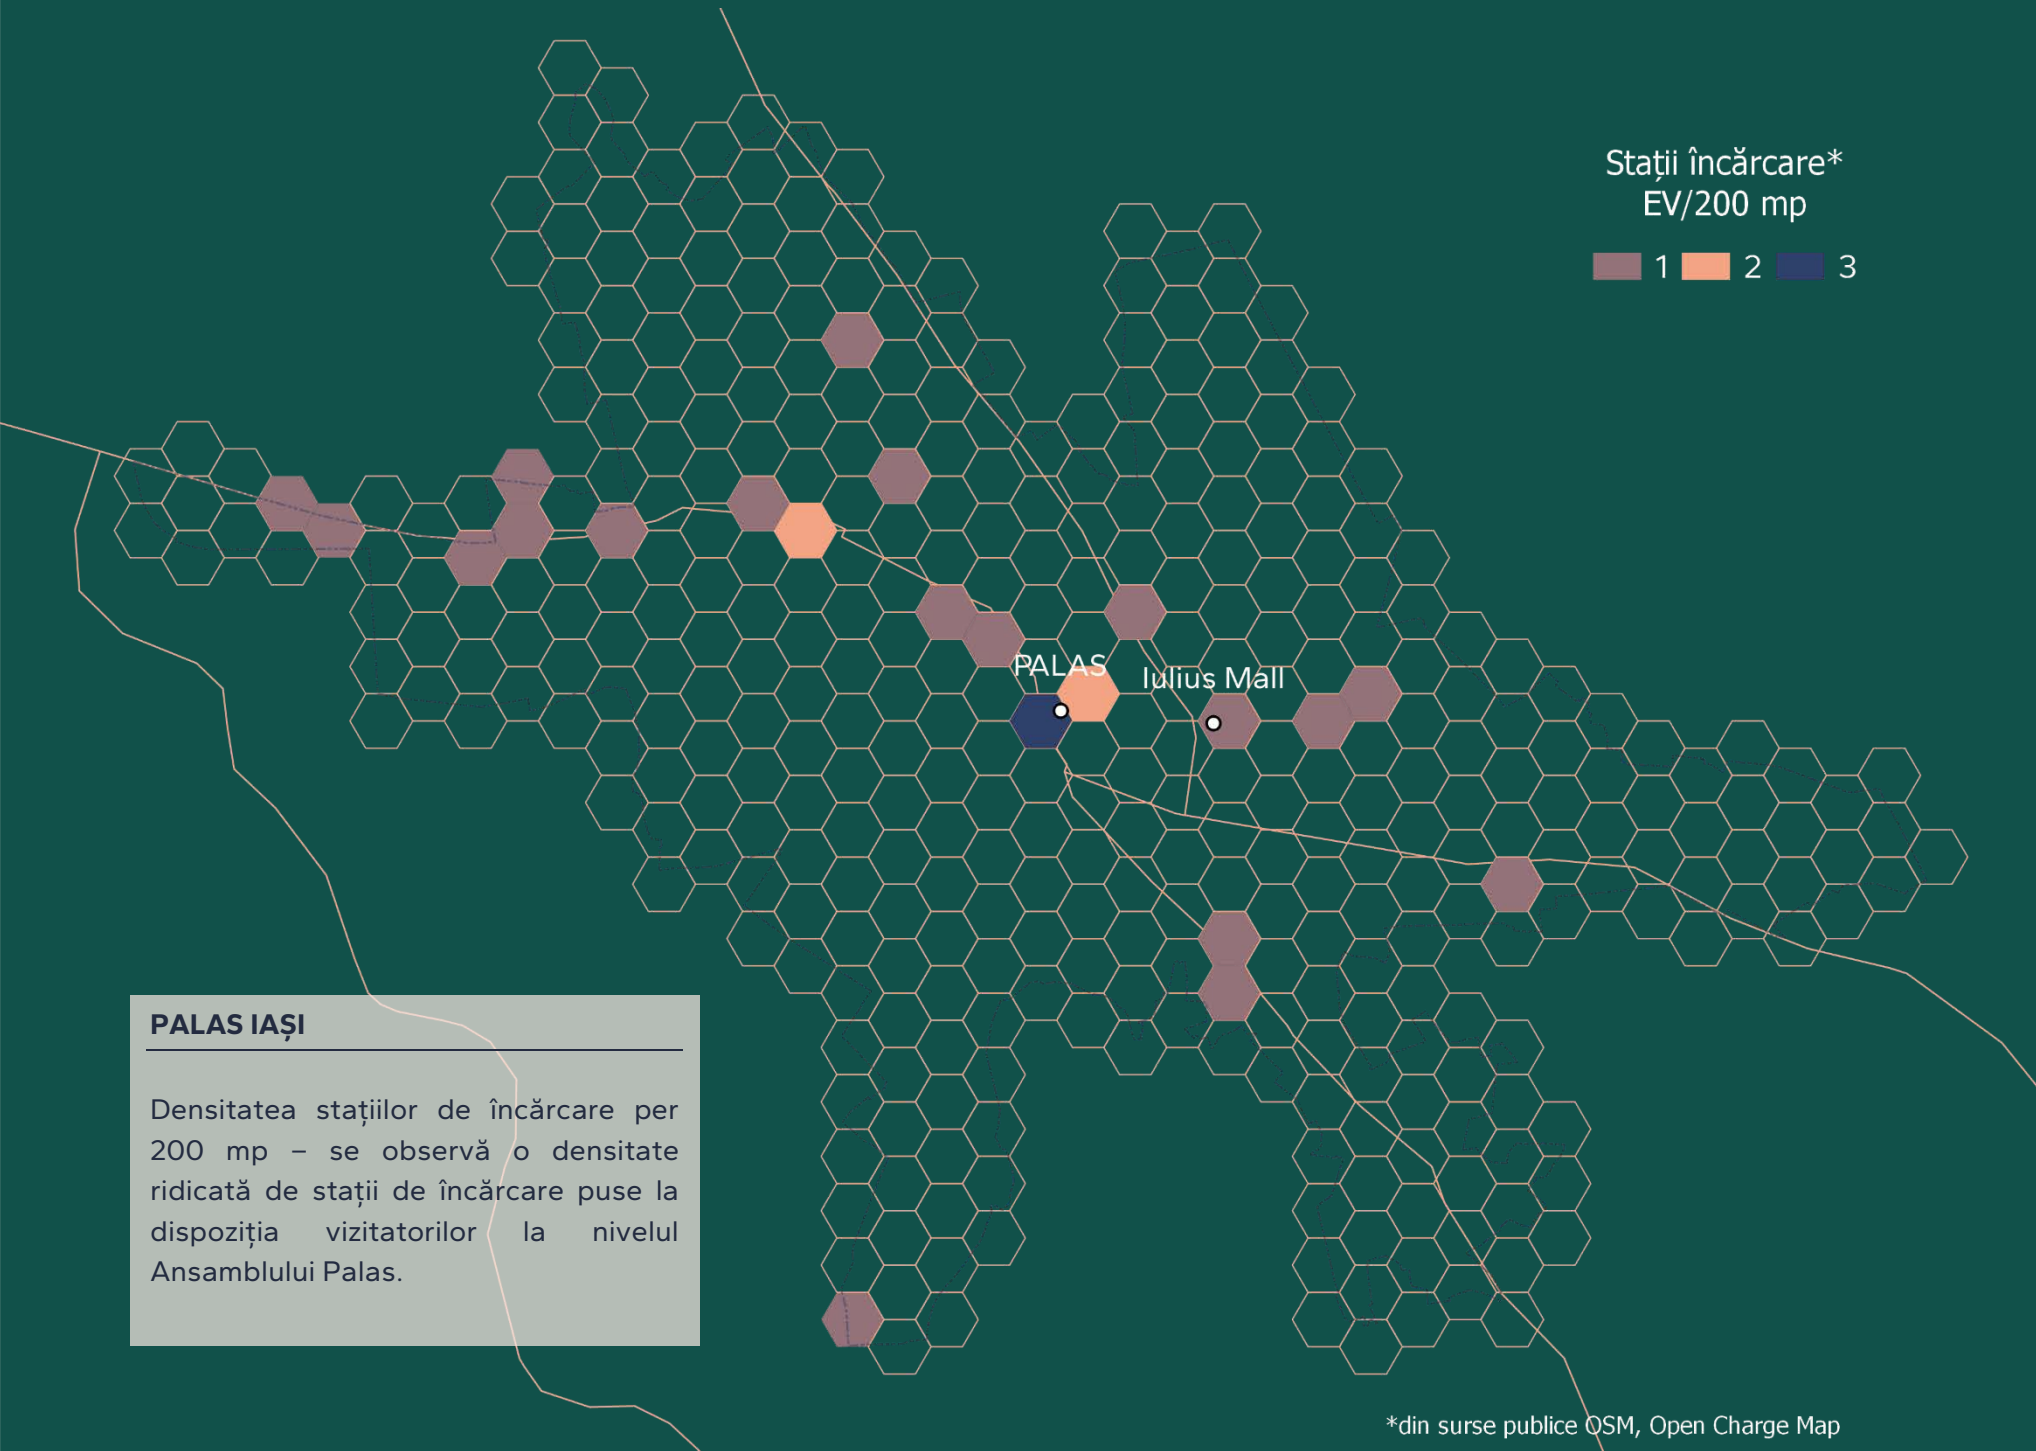 Stații încărcare*
EV/200 mp
1 2 3
PALAS
Iulius Mall
PALAS IAȘI
Densitatea stațiilor de încărcare per
200 mp – se observă o densitate
ridicată de stații de încărcare puse la
dispoziția vizitatorilor la nivelul
Ansamblului Palas.
*din surse publice OSM, Open Charge Map